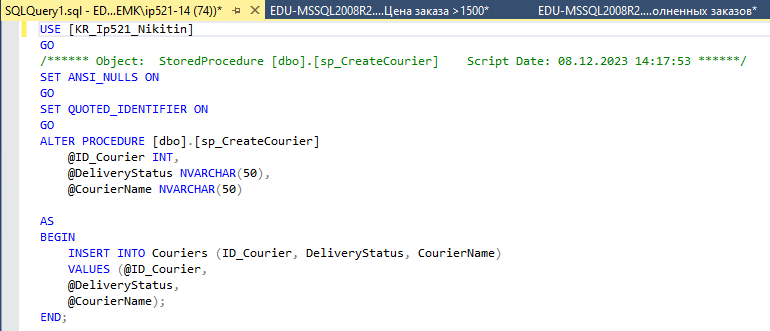 SQLQuery1.sql - ED...EMK\ip521-14 (74))* EDU-MSSQL2008R2....Цена заказа >1500* EDU-MSSQL2008R2....олненных заказов*
USE [KR_Ip521_Nikitin]
GO
/****** Object:  StoredProcedure [dbo].[sp_CreateCourier]    Script Date: 08.12.2023 14:17:53 ******/
SET ANSI_NULLS ON
GO
SET QUOTED_IDENTIFIER ON
GO
ALTER PROCEDURE [dbo].[sp_CreateCourier]
    @ID_Courier INT,
    @DeliveryStatus NVARCHAR(50),
    @CourierName NVARCHAR(50)
AS
BEGIN
    INSERT INTO Couriers (ID_Courier, DeliveryStatus, CourierName)
    VALUES (@ID_Courier,
    @DeliveryStatus,
    @CourierName);
END;